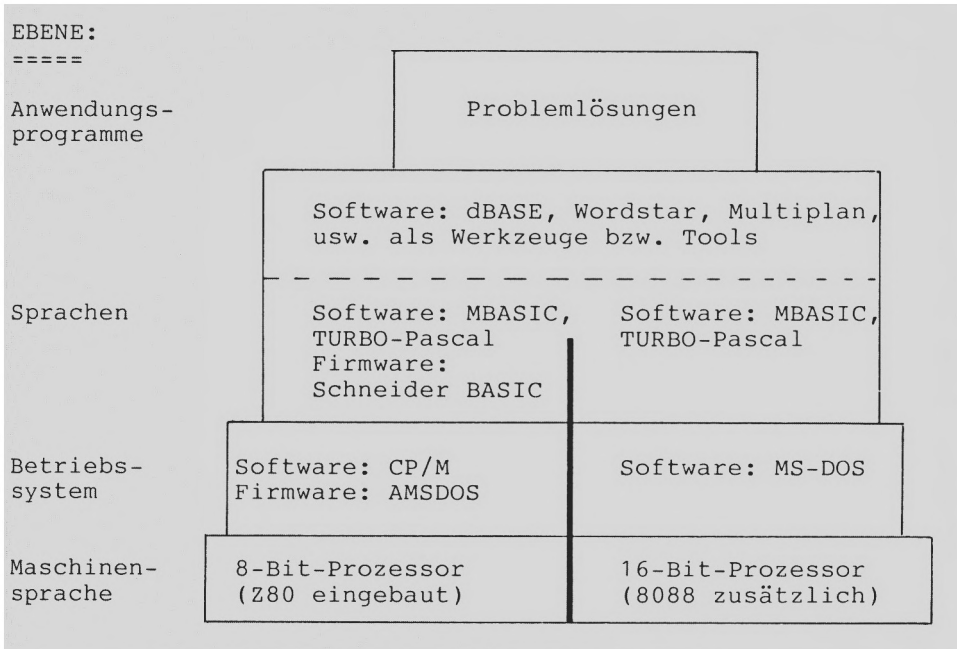 EBENE:
=====
Anwendungs-
programme
Problemlösungen
Software: dBASE, Wordstar, Multiplan,
usw. als Werkzeuge bzw. Tools
Sprachen
Software: MBASIC,
TURBO-Pascal
Firmware:
Schneider BASIC
Software: MBASIC,
TURBO-Pascal
Betriebs-
system
Software: CP/M
Firmware: AMSDOS
Software: MS-DOS
Maschinen-
sprache
8-Bit-Prozessor
(Z80 eingebaut)
16-Bit-Prozessor
(8088 zusätzlich)